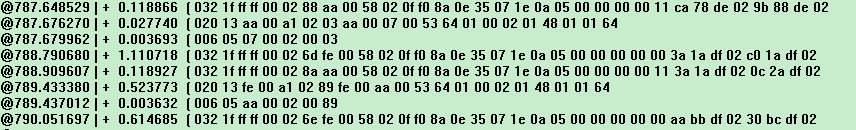 @787.648529 | + 0.118866 ( 032 1f ff ff 00 02 88 aa 00 58 02 0f f0 8a 0e 35 07 1e 0a 05 00 00 00 00 11 ca 78 de 02 9b 88 de 02
@787.676270 | + 0.027740 ( 020 13 aa 00 a1 02 03 aa 00 07 00 53 64 01 00 02 01 48 01 01 64
@787.679962 | + 0.003693 ( 006 05 07 00 02 00 03
@788.790680 | + 1.110718 ( 032 1f ff ff 00 02 6d fe 00 58 02 0f f0 8a 0e 35 07 1e 0a 05 00 00 00 00 00 3a 1a df 02 c0 1a df 02
@788.909607 | + 0.118927 ( 032 1f ff ff 00 02 8a aa 00 58 02 0f f0 8a 0e 35 07 1e 0a 05 00 00 00 00 11 3a 1a df 02 0c 2a df 02
@789.433380 | + 0.523773 ( 020 13 fe 00 a1 02 89 fe 00 aa 00 53 64 01 00 02 01 48 01 01 64
@789.437012 | + 0.003632 ( 006 05 aa 00 02 00 89
@790.051697 | + 0.614685 ( 032 1f ff ff 00 02 6e fe 00 58 02 0f f0 8a 0e 35 07 1e 0a 05 00 00 00 00 00 aa bb df 02 30 bc df 02